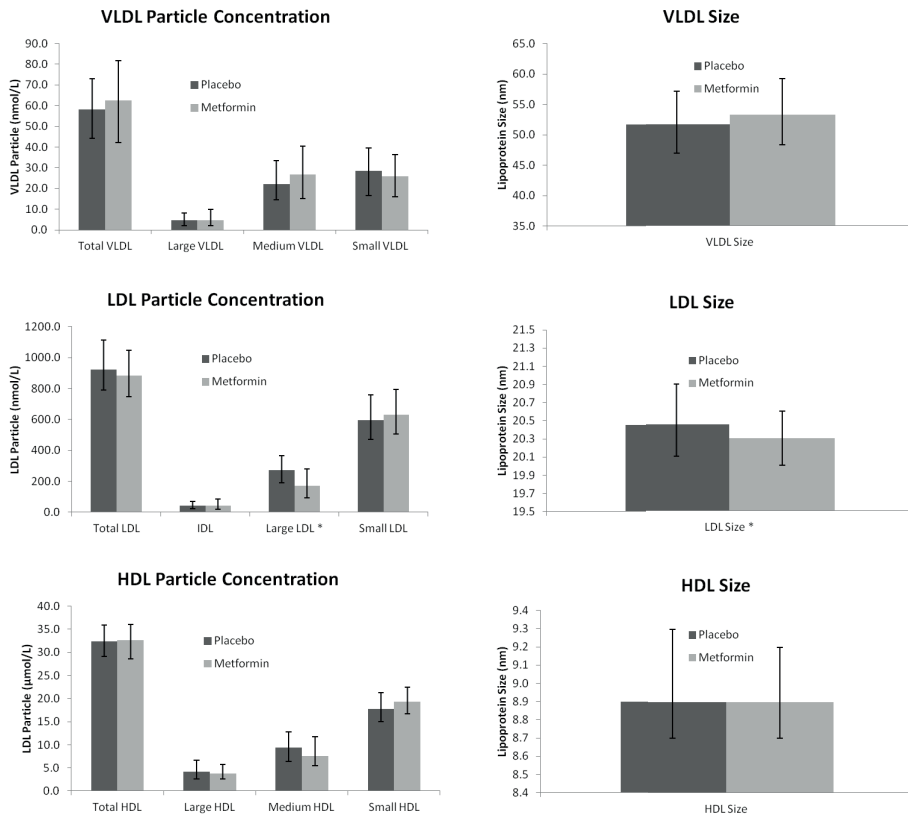 VLDL Particle Concentration
VLDL Particle (nmol/L)
90.0
80.0
70.0
60.0
50.0
40.0
30.0
20.0
10.0
0.0
Placebo
Metformin
Total VLDL
Large VLDL
Medium VLDL
Small VLDL
VLDL Size
Lipoprotein Size (nm)
65.0
60.0
55.0
50.0
45.0
40.0
35.0
Placebo
Metformin
VLDL Size
LDL Particle Concentration
LDL Particle (nmol/L)
1200.0
1000.0
800.0
600.0
400.0
200.0
0.0
Placebo
Metformin
Total LDL
IDL
Large LDL *
Small LDL
LDL Size
Lipoprotein Size (nm)
21.5
21.3
21.1
20.9
20.7
20.5
20.3
20.1
19.9
19.7
19.5
Placebo
Metformin
LDL Size *
HDL Particle Concentration
LDL Particle (µmol/L)
40.0
35.0
30.0
25.0
20.0
15.0
10.0
5.0
0.0
Placebo
Metformin
Total HDL
Large HDL
Medium HDL
Small HDL
HDL Size
Lipoprotein Size (nm)
9.4
9.3
9.2
9.1
9.0
8.9
8.8
8.7
8.6
8.5
8.4
Placebo
Metformin
HDL Size